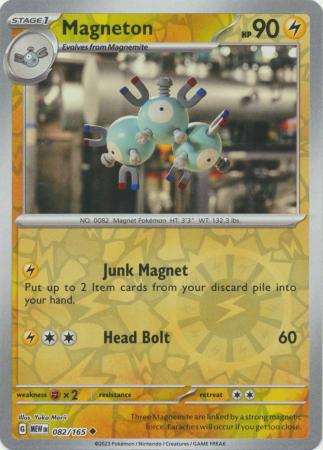 STAGE 1
Magneton
HP 90
Evolves from Magnemite
NO. 0082 Magnet Pokémon HT: 3'3" WT: 132.3 lbs.
Junk Magnet
Put up to 2 Item cards from your discard pile into
your hand.
Head Bolt 60
weakness ×2 resistance retreat
Illus. Yuka Morii
G MEW EN 082/165
Three Magnemite are linked by a strong magnetic
force. Earaches will occur if you get too close.
©2023 Pokémon / Nintendo / Creatures / GAME FREAK